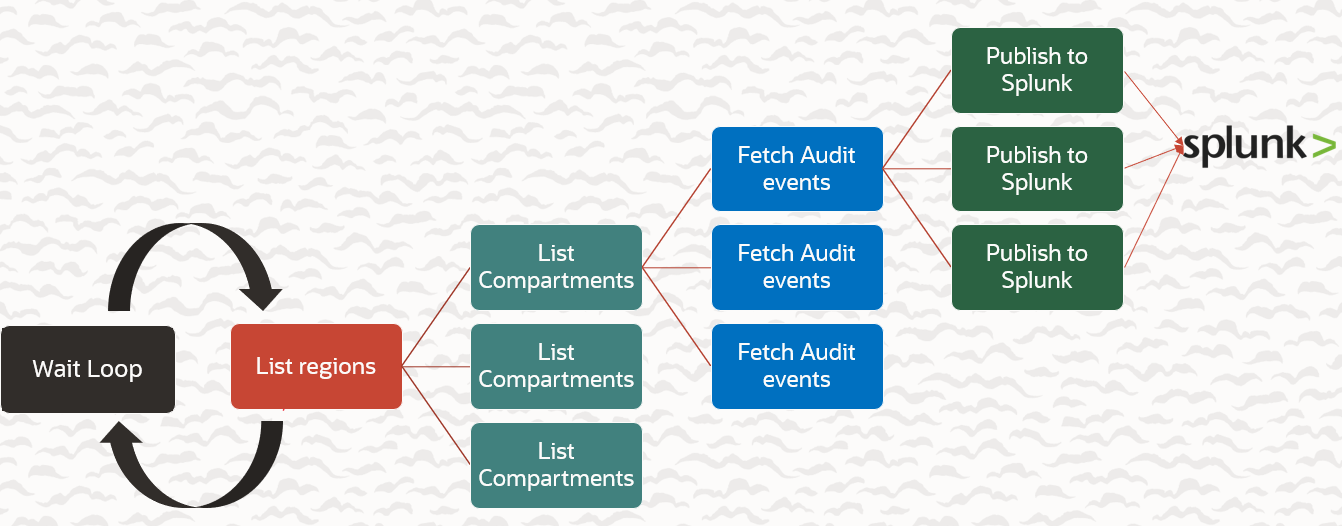 Wait Loop
List regions
List
Compartments
List
Compartments
List
Compartments
Fetch Audit
events
Fetch Audit
events
Fetch Audit
events
Publish to
Splunk
Publish to
Splunk
Publish to
Splunk
splunk>